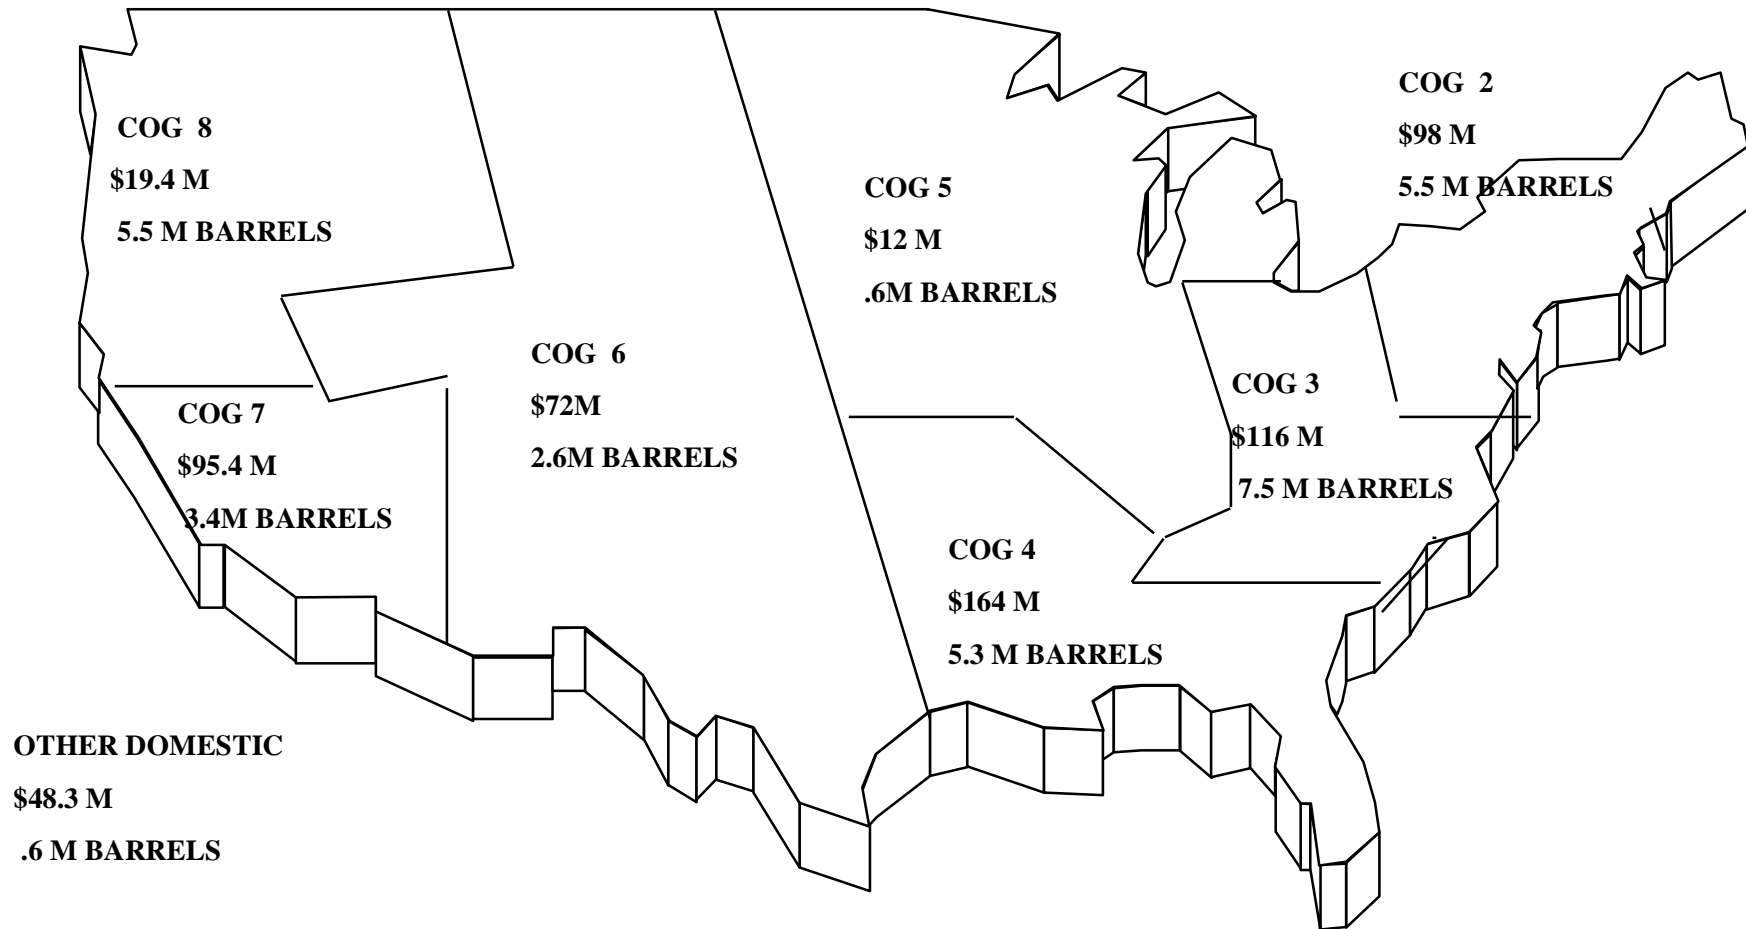 COG 8
$19.4 M
5.5 M BARRELS
COG 2
$98 M
5.5 M BARRELS
COG 5
$12 M
.6M BARRELS
COG 6
$72M
2.6M BARRELS
COG 7
$95.4 M
3.4M BARRELS
COG 3
$116 M
7.5 M BARRELS
COG 4
$164 M
5.3 M BARRELS
OTHER DOMESTIC
$48.3 M
.6 M BARRELS